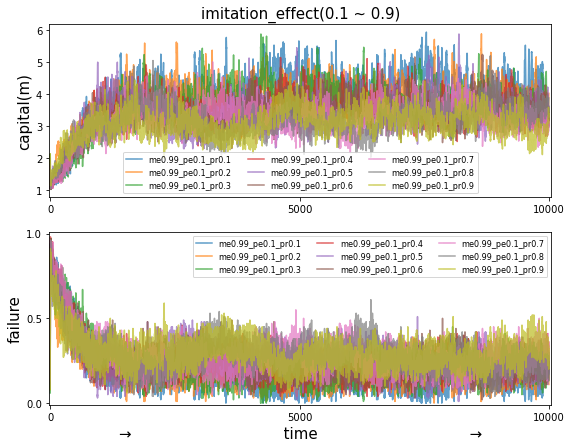 imitation_effect(0.1 ~ 0.9)
capital(m)
6
5
4
3
2
1
me0.99_pe0.1_pr0.1 me0.99_pe0.1_pr0.4 me0.99_pe0.1_pr0.7
me0.99_pe0.1_pr0.2 me0.99_pe0.1_pr0.5 me0.99_pe0.1_pr0.8
me0.99_pe0.1_pr0.3 me0.99_pe0.1_pr0.6 me0.99_pe0.1_pr0.9
0 5000 10000
failure
1.0
0.5
0.0
me0.99_pe0.1_pr0.1 me0.99_pe0.1_pr0.4 me0.99_pe0.1_pr0.7
me0.99_pe0.1_pr0.2 me0.99_pe0.1_pr0.5 me0.99_pe0.1_pr0.8
me0.99_pe0.1_pr0.3 me0.99_pe0.1_pr0.6 me0.99_pe0.1_pr0.9
0 5000 10000
→ time →